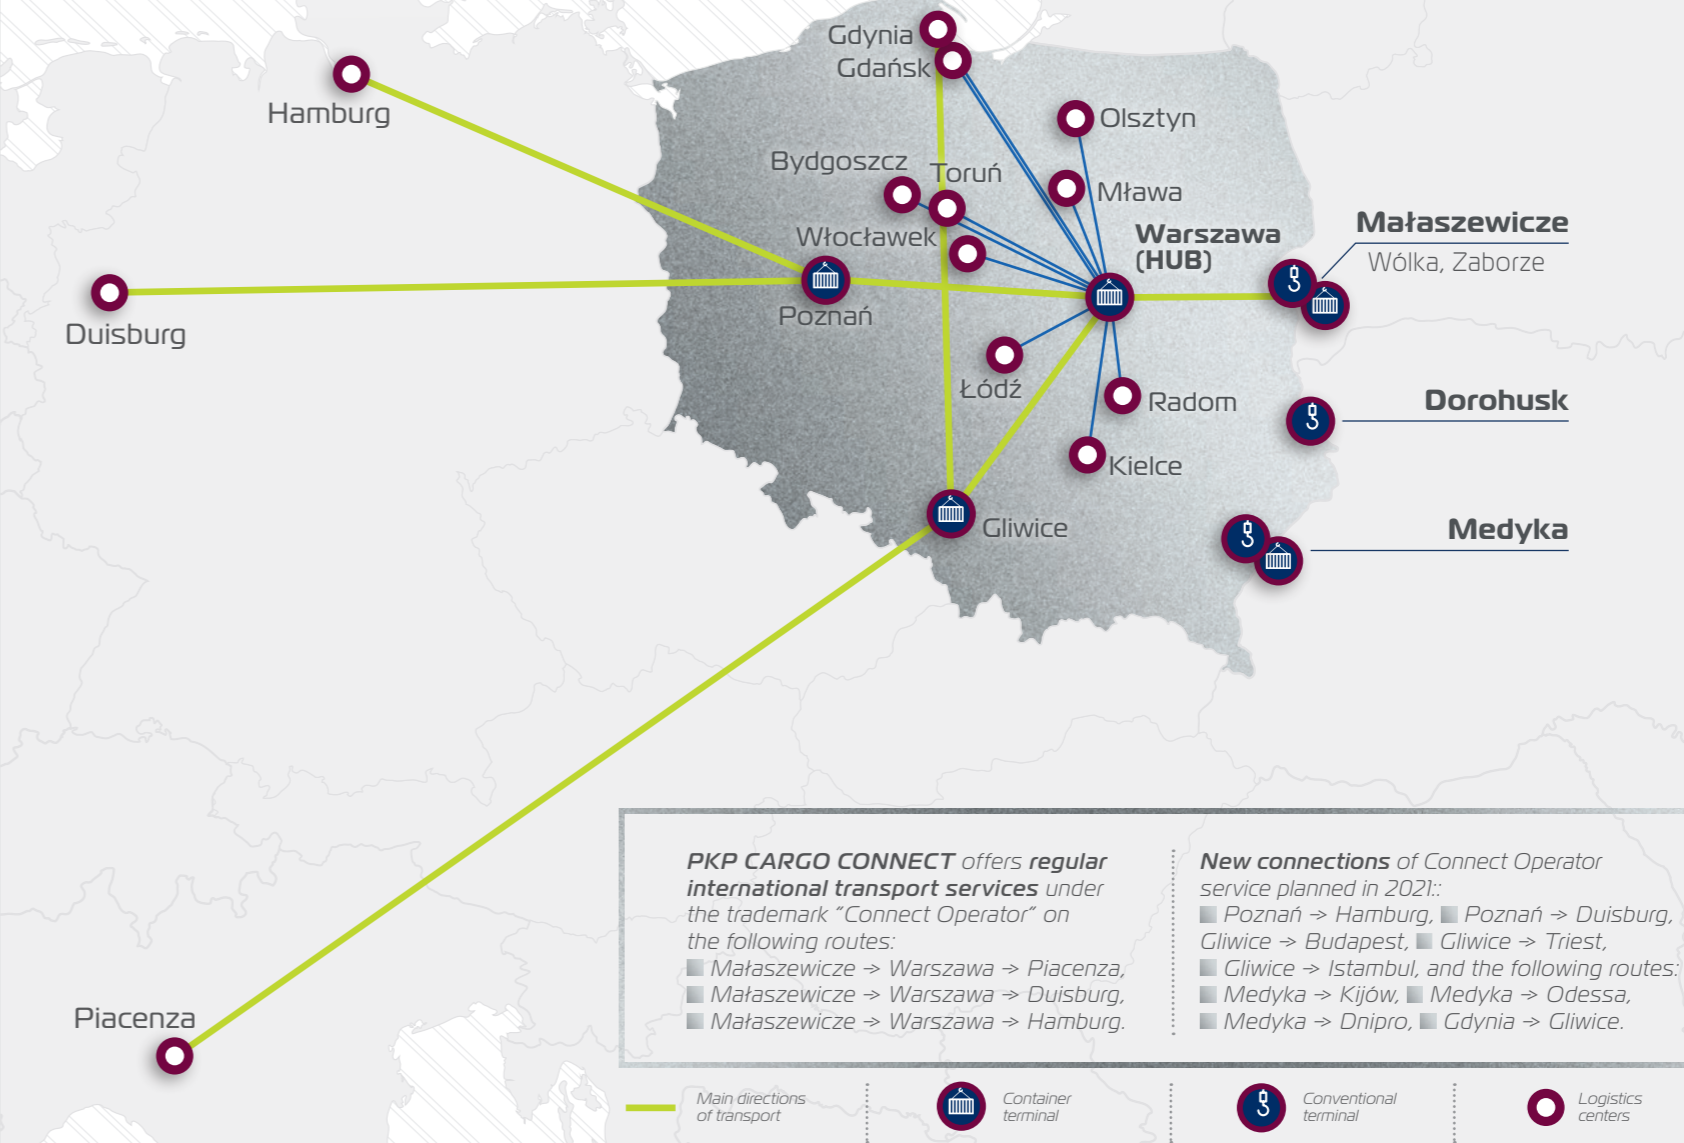 Gdynia
Gdańsk
Hamburg
Olsztyn
Bydgoszcz
Toruń
Mława
Włocławek
Warszawa
(HUB)
Małaszewicze
Wólka, Zaborze
Poznań
Duisburg
Łódź
Radom
Dorohusk
Kielce
Gliwice
Medyka
Piacenza
PKP CARGO CONNECT offers regular
international transport services under
the trademark "Connect Operator" on
the following routes:
Małaszewicze → Warszawa → Piacenza,
Małaszewicze → Warszawa → Duisburg,
Małaszewicze → Warszawa → Hamburg.
New connections of Connect Operator
service planned in 2021::
Poznań → Hamburg, Poznań → Duisburg,
Gliwice → Budapest, Gliwice → Triest,
Gliwice → Istambul, and the following routes:
Medyka → Kijów, Medyka → Odessa,
Medyka → Dnipro, Gdynia → Gliwice.
Main directions
of transport
Container
terminal
Conventional
terminal
Logistics
centers